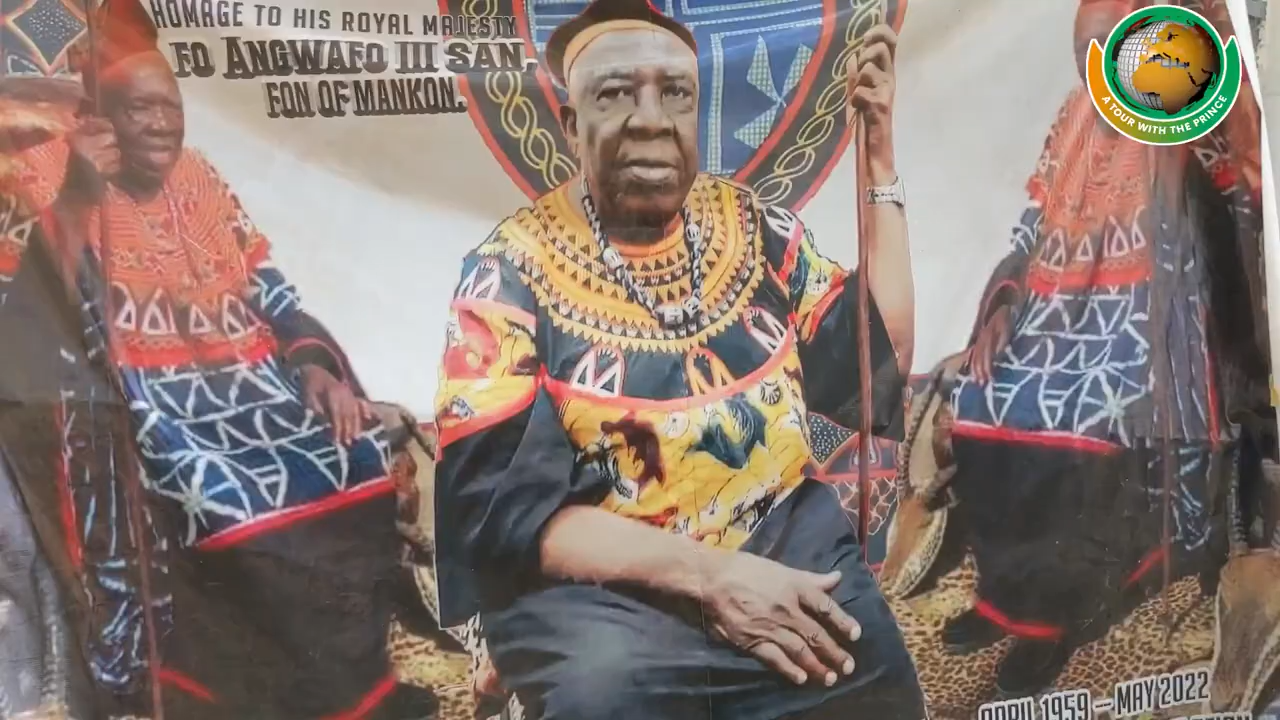 HOMAGE TO HIS ROYAL MAJESTY
FO ANGWAFO III SAN
FON OF MANKON.
A TOUR WITH THE PRINCE
APRIL 1959 – MAY 2022